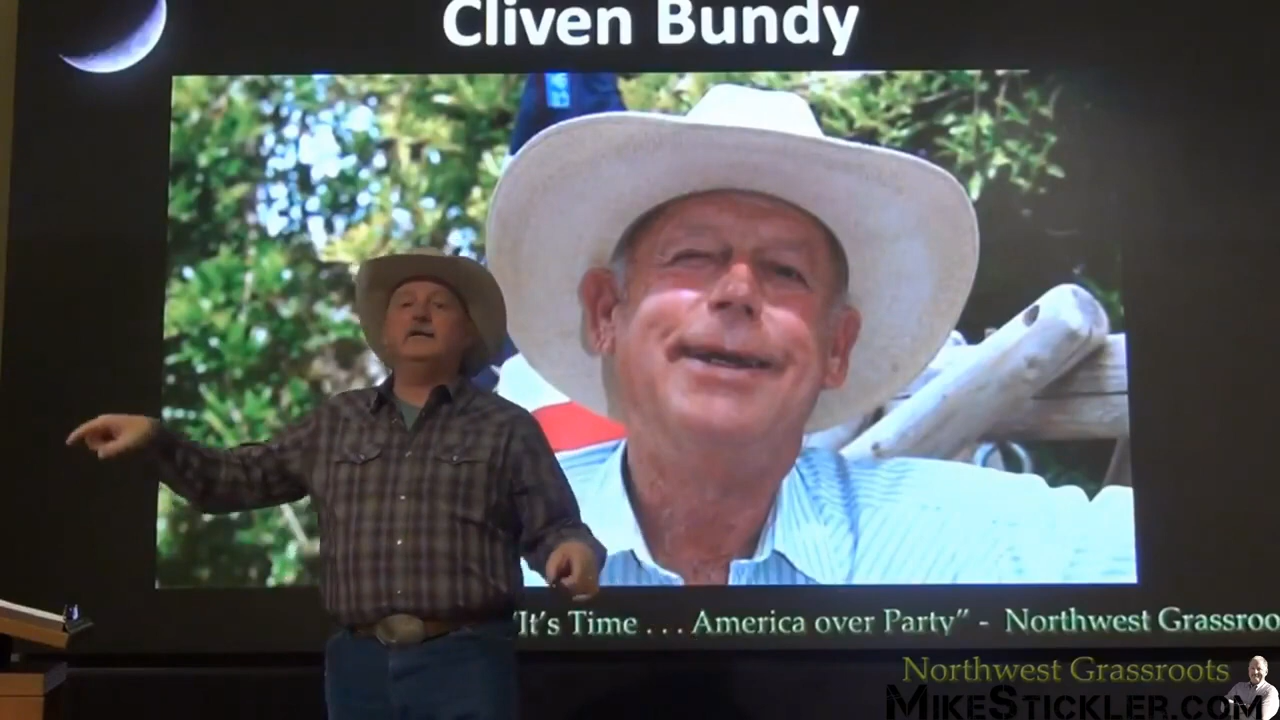 Cliven Bundy
"It's Time . . . America over Party" - Northwest Grassroo
Northwest Grassroots
MIKESTICKLER.COM